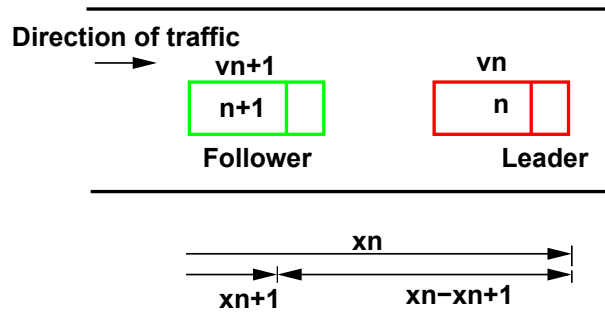 Direction of traffic
vn+1
vn
n+1
n
Follower
Leader
xn
xn+1
xn−xn+1